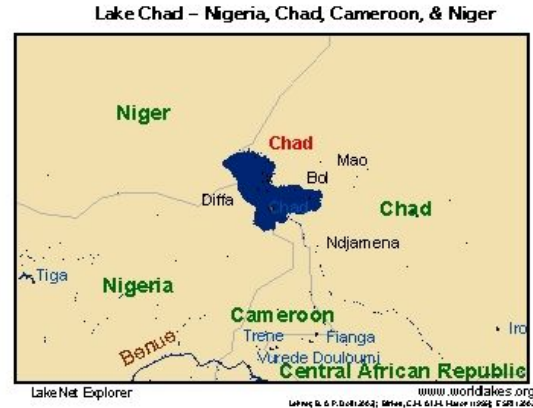 Lake Chad – Nigeria, Chad, Cameroon, & Niger
Niger
Chad
Mao
Bol
Diffa
Chad
Chad
Ndjamena
Tiga
Nigeria
Cameroon
Iro
Benue
Trene
Fianga
Vurede Douloumi
Central African Republic
LakeNet Explorer
www.worldlakes.org